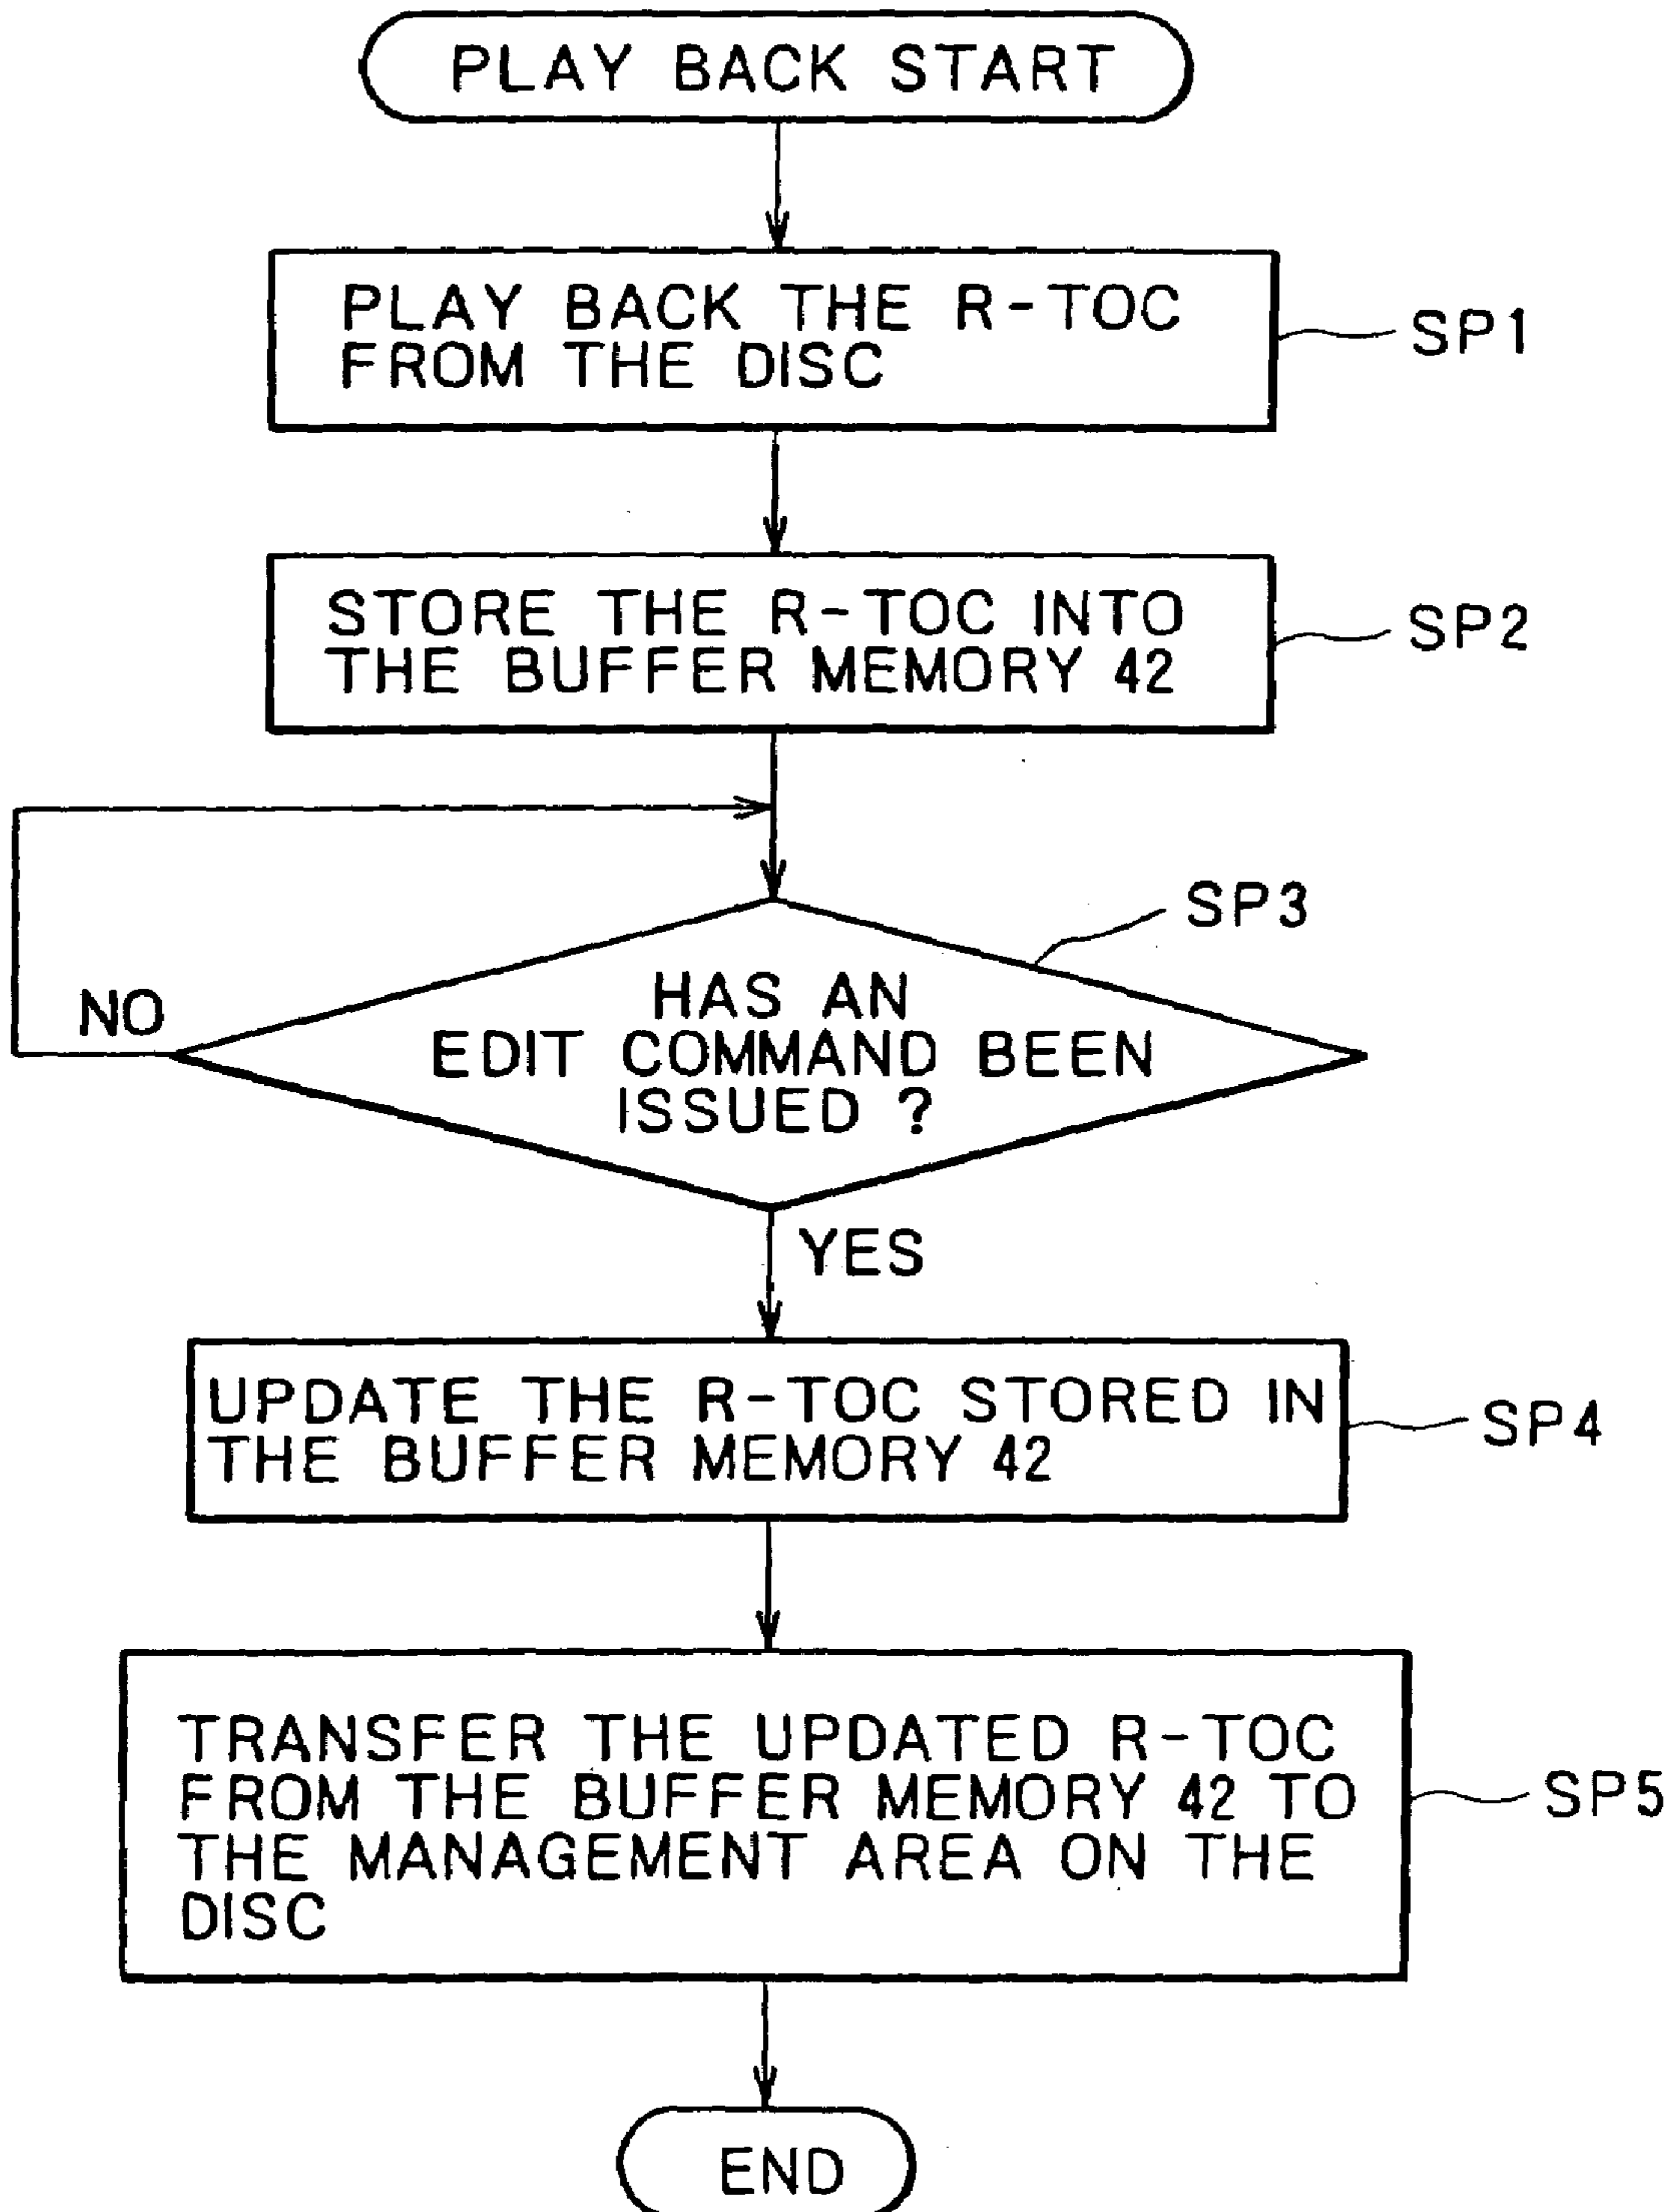 PLAY BACK START
PLAY BACK THE R-TOC
FROM THE DISC
SP1
STORE THE R-TOC INTO
THE BUFFER MEMORY 42
SP2
SP3
HAS AN
EDIT COMMAND BEEN
ISSUED ?
NO
YES
UPDATE THE R-TOC STORED IN
THE BUFFER MEMORY 42
SP4
TRANSFER THE UPDATED R-TOC
FROM THE BUFFER MEMORY 42 TO
THE MANAGEMENT AREA ON THE
DISC
SP5
END